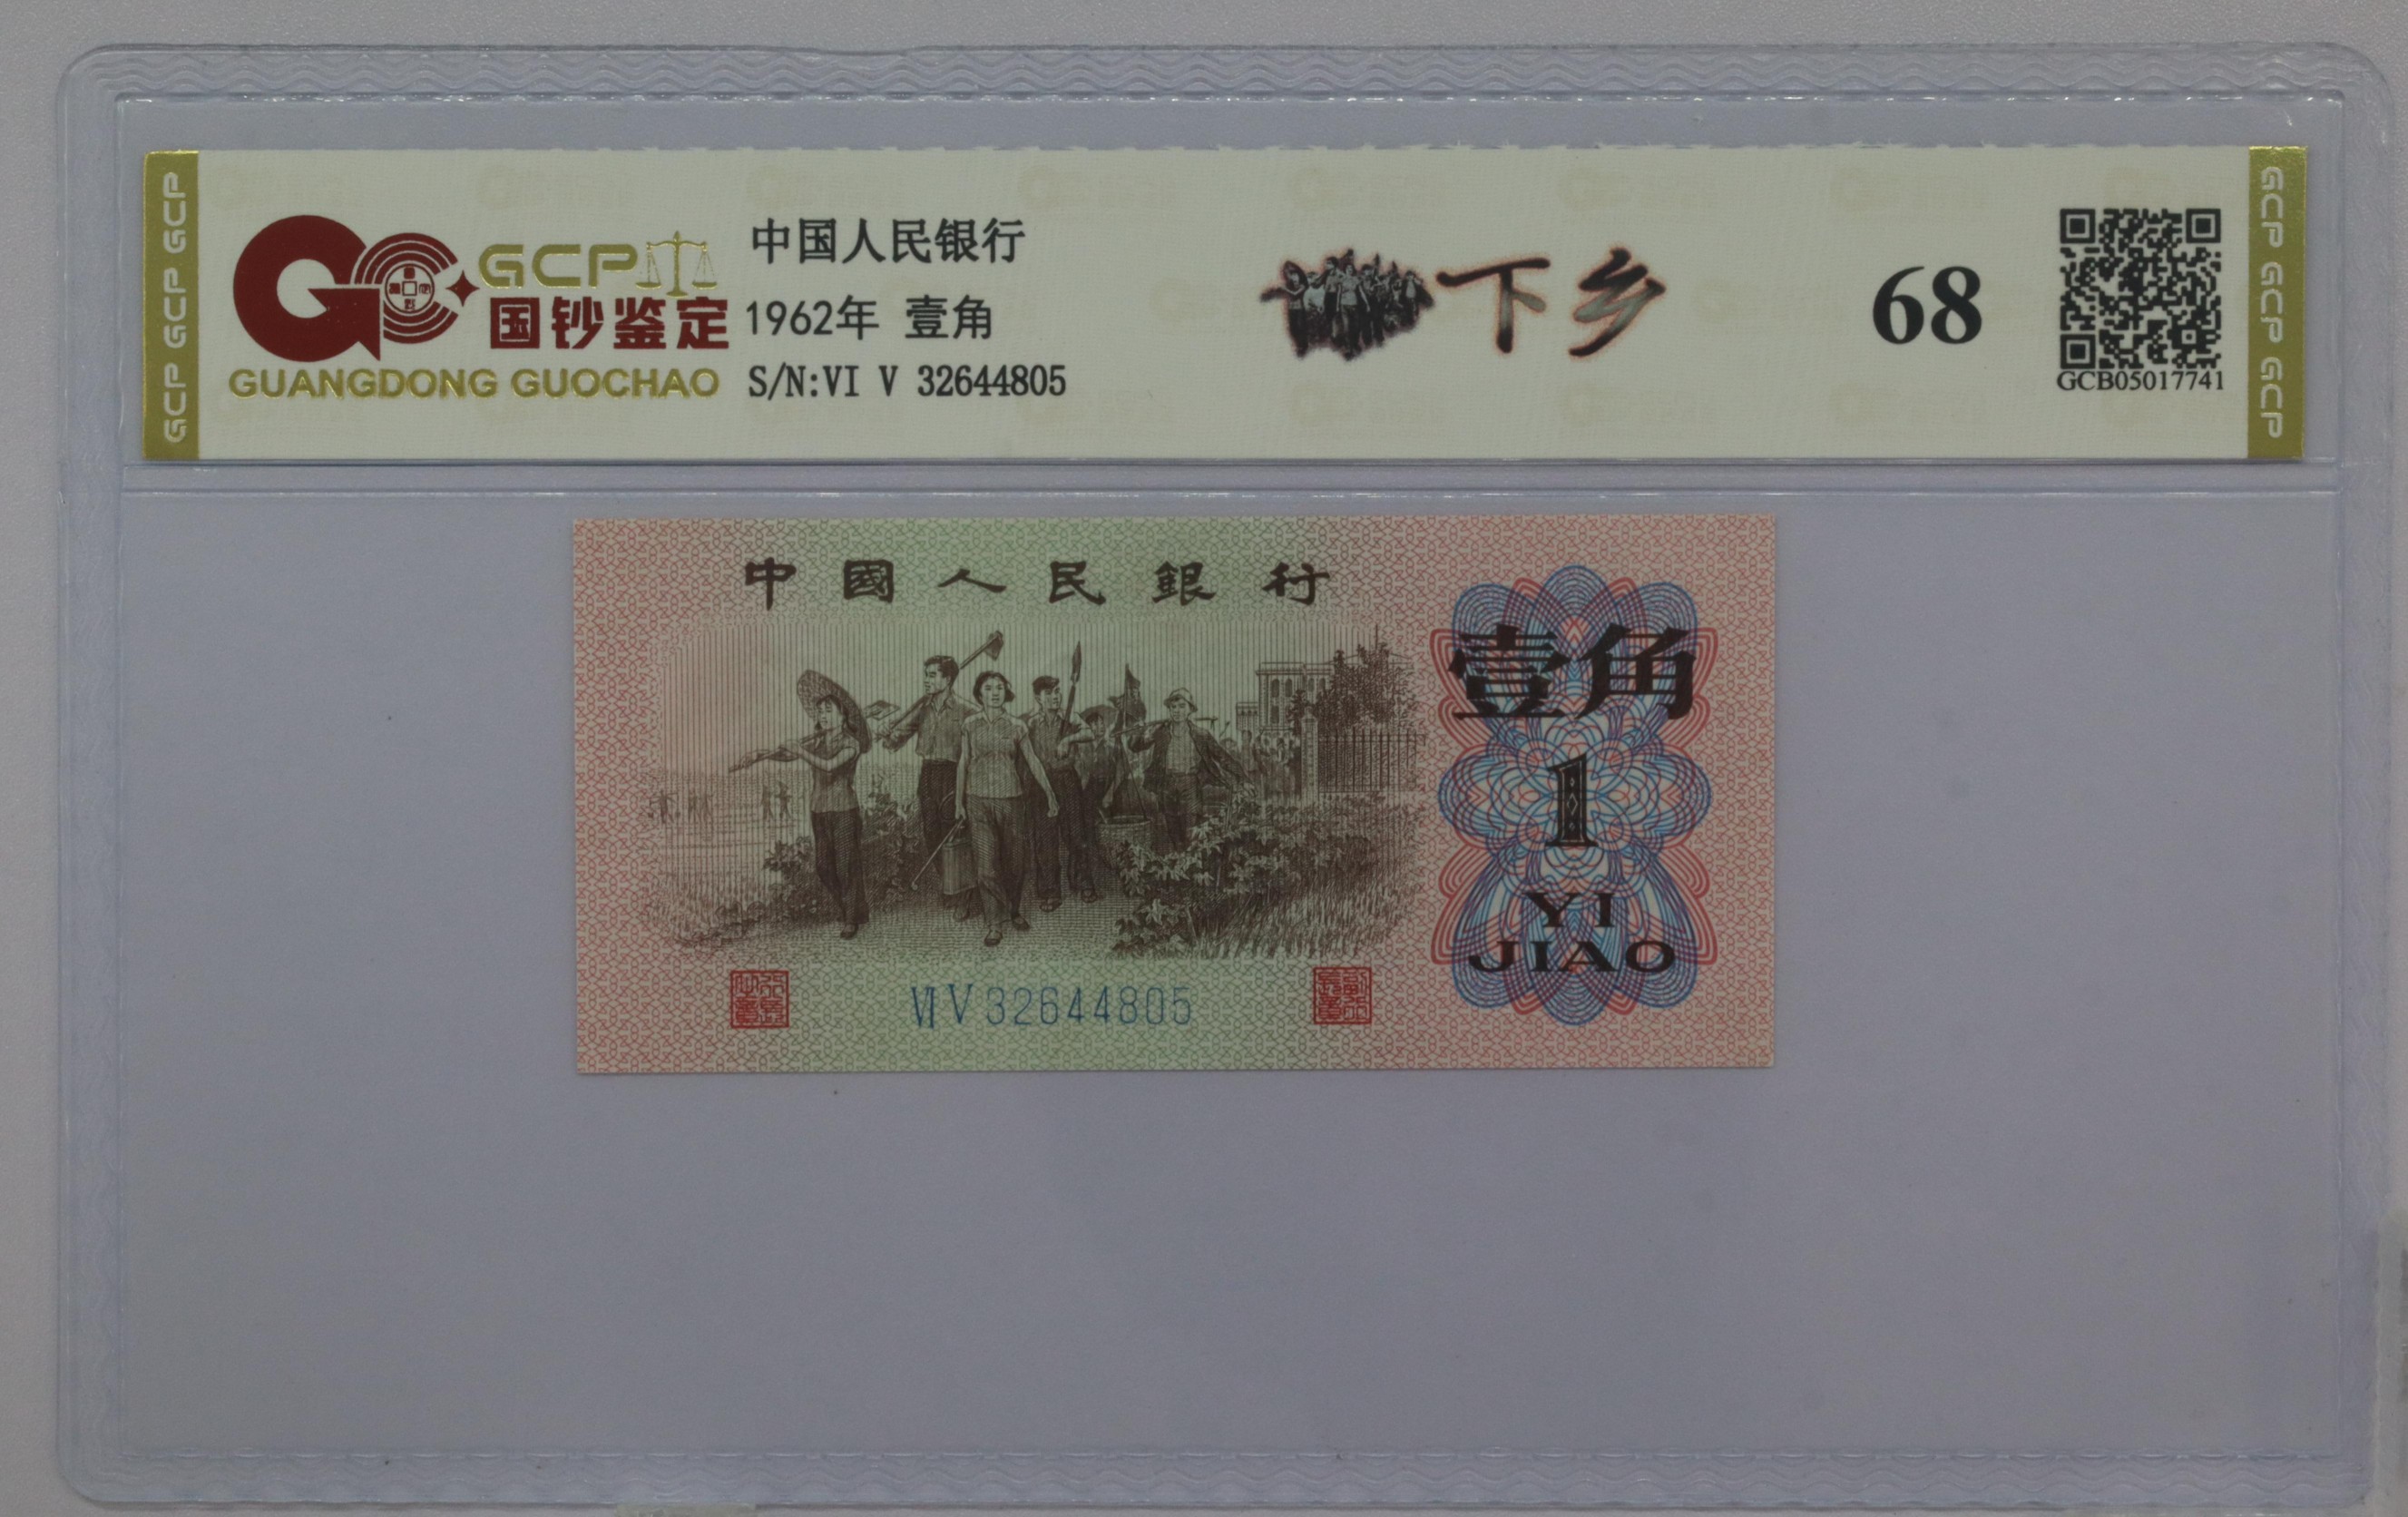 GCP GCP GCP
GCP
国钞鉴定
GUANGDONG GUOCHAO
中国人民银行
1962年 壹角
S/N:VI V 32644805
下乡
68
GCB05017741
GCP GCP GCP
中國人民銀行
壹角
1
YI
JIAO
VI V 32644805